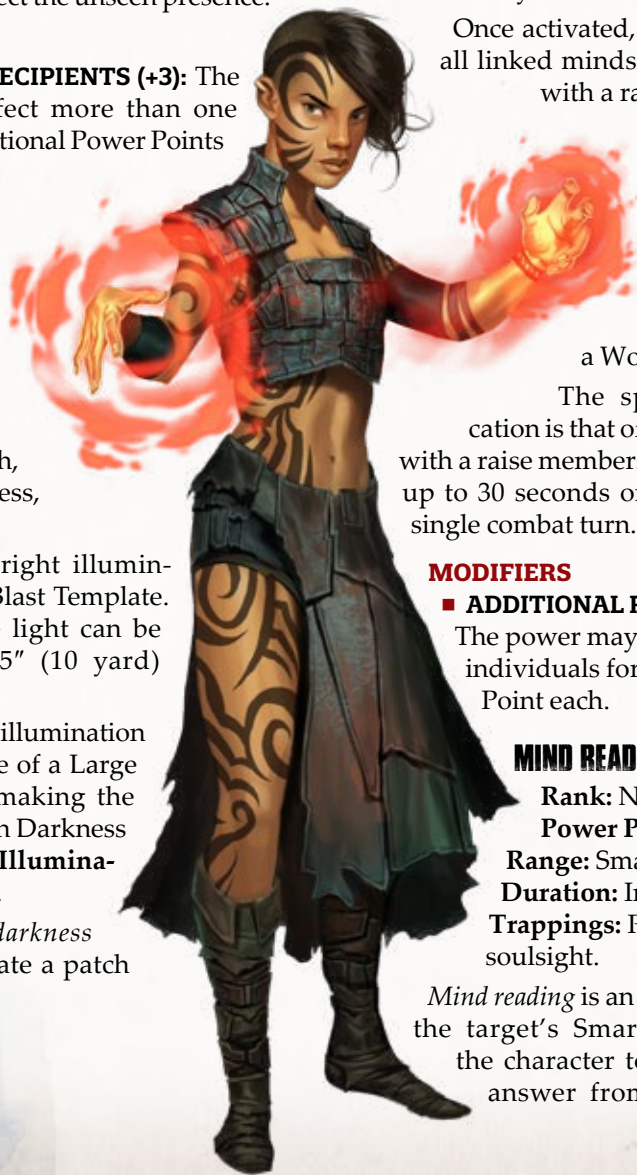 ect the unseen presence.
ECIPIENTS (+3): The
fect more than one
tional Power Points
h,
ess,
right illumin-
Blast Template.
light can be
5″ (10 yard)
illumination
e of a Large
making the
n Darkness
Illumina-
darkness
ate a patch
Once activated,
all linked minds
with a ra
a Wo
The sp
cation is that o
with a raise member
up to 30 seconds o
single combat turn.
MODIFIERS
■ ADDITIONAL
The power may
individuals for
Point each.
MIND READ
Rank: N
Power P
Range: Sma
Duration: I
Trappings:
soulsight.
Mind reading is an
the target's Smar
the character to
answer from